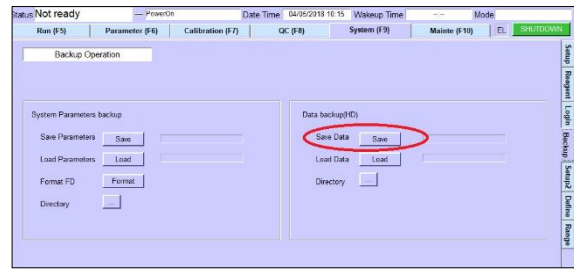 Status Not ready — PowerOn Date Time 04/05/2018 10:15 Wakeup Time --:-- Mode
Run (F5) Parameter (F6) Calibration (F7) QC (F8) System (F9) Mainte (F10) EL SHUTDOWN
Backup Operation
System Parameters backup
Save Parameters Save
Load Parameters Load
Format FD Format
Directory ...
Data backup(HD)
Save Data Save
Load Data Load
Directory ...
Setup
Reagent
Login
Backup
Setup2
Define
Range